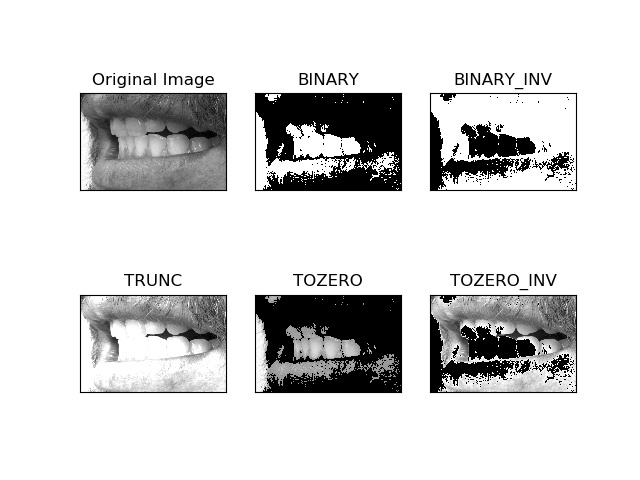 Original Image
BINARY
BINARY_INV
TRUNC
TOZERO
TOZERO_INV